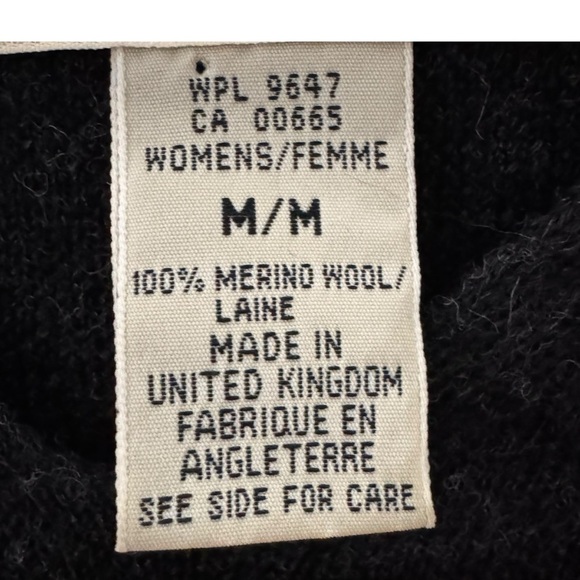 WPL 9647
CA 00665
WOMENS/FEMME
M/M
100% MERINO WOOL/
LAINE
MADE IN
UNITED KINGDOM
FABRIQUE EN
ANGLETERRE
SEE SIDE FOR CARE